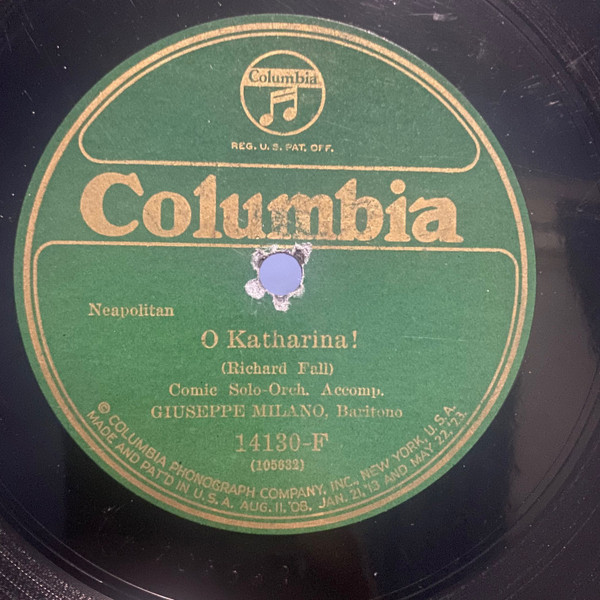 Columbia
REG. U.S. PAT. OFF.
Columbia
Neapolitan
O Katharina!
(Richard Fall)
Comic Solo-Orch. Accomp.
GIUSEPPE MILANO, Baritono
14130-F
(105632)
© COLUMBIA PHONOGRAPH COMPANY, INC., NEW YORK, U.S.A.
MADE AND PAT'D IN U.S.A. AUG. 11, '08, JAN. 21, '13 AND MAY 22, '23.